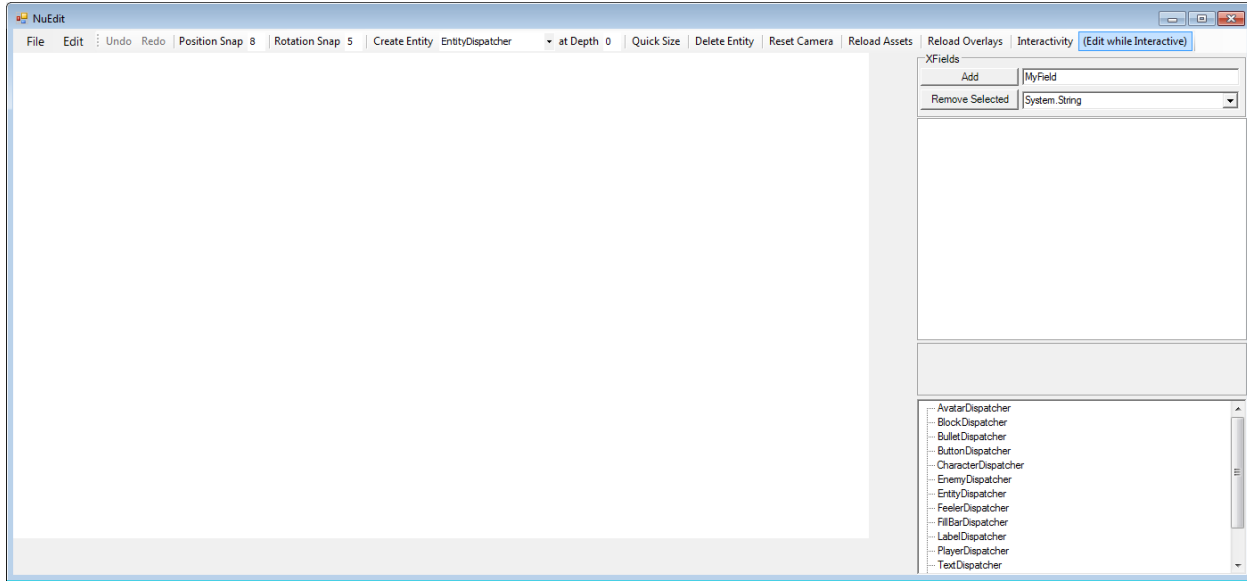 NuEdit
File Edit Undo Redo Position Snap 8 Rotation Snap 5 Create Entity EntityDispatcher at Depth 0 Quick Size Delete Entity Reset Camera Reload Assets Reload Overlays Interactivity (Edit while Interactive)
XFields
Add MyField
Remove Selected System.String
AvatarDispatcher
BlockDispatcher
BulletDispatcher
ButtonDispatcher
CharacterDispatcher
EnemyDispatcher
EntityDispatcher
FeelerDispatcher
FillBarDispatcher
LabelDispatcher
PlayerDispatcher
TextDispatcher